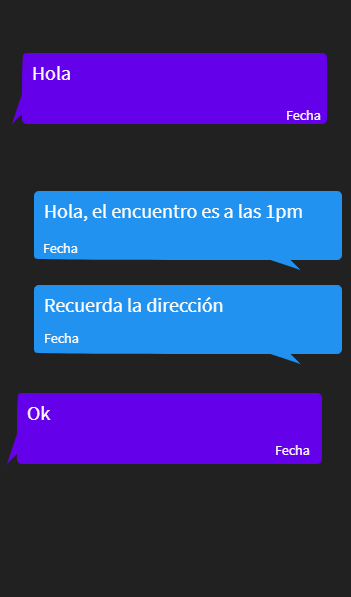 Hola
Fecha
Hola, el encuentro es a las 1pm
Fecha
Recuerda la dirección
Fecha
Ok
Fecha